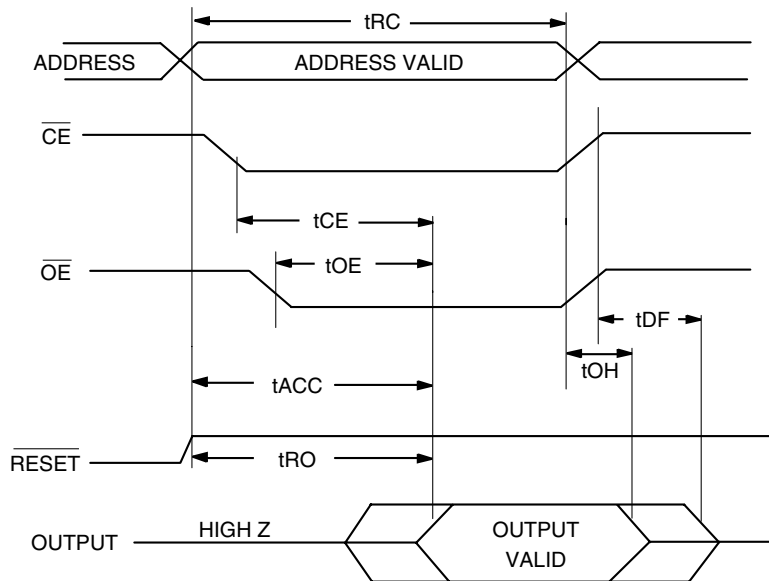 tRC
ADDRESS
ADDRESS VALID
CE
tCE
tOE
OE
tDF
tOH
tACC
RESET
tRO
OUTPUT
HIGH Z
OUTPUT
VALID